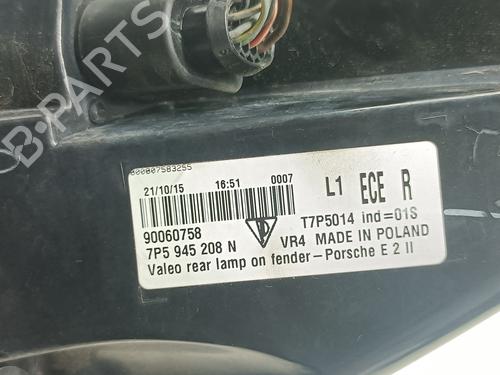 000007583255
21/10/15 16:51 0007 L1 ECE R
90060758 T7P5014 ind=01S
7P5 945 208 N VR4 MADE IN POLAND
Valeo rear lamp on fender-Porsche E 2 II
B-PARTS